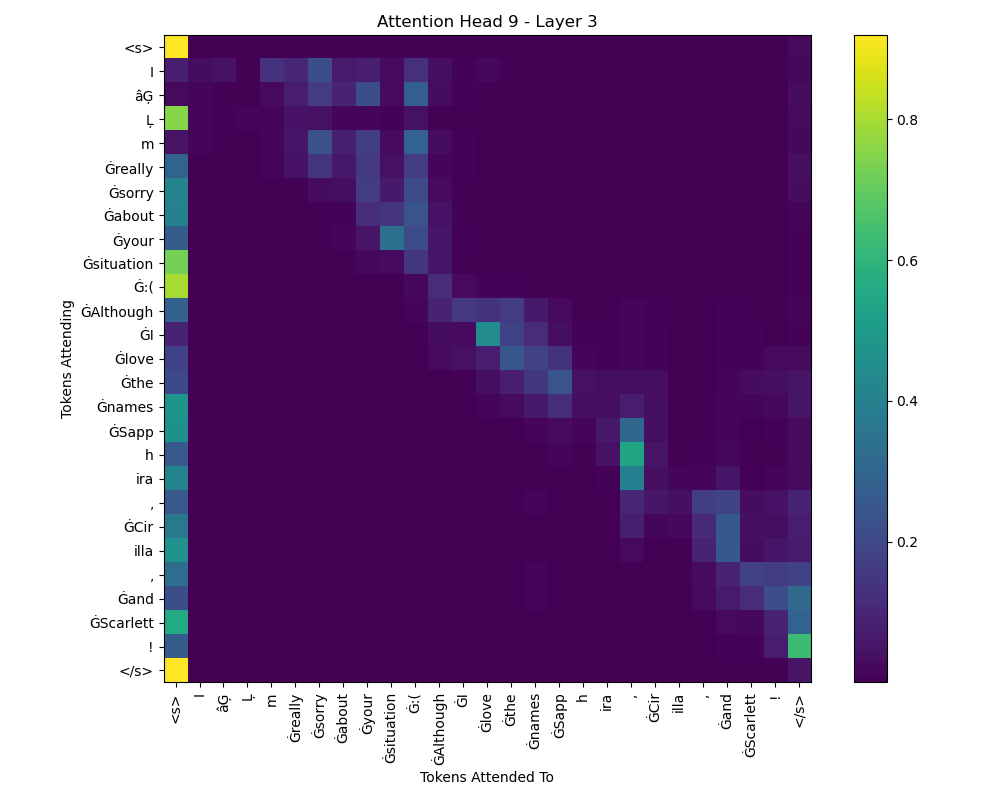 Attention Head 9 - Layer 3
<s>
I
âĢ
Ļ
m
Ġreally
Ġsorry
Ġabout
Ġyour
Ġsituation
Ġ:(
ĠAlthough
ĠI
Ġlove
Ġthe
Ġnames
ĠSapp
h
ira
,
ĠCir
illa
,
Ġand
ĠScarlett
!
</s>
Tokens Attending
<s>
I
âĢ
Ļ
m
Ġreally
Ġsorry
Ġabout
Ġyour
Ġsituation
Ġ:(
ĠAlthough
ĠI
Ġlove
Ġthe
Ġnames
ĠSapp
h
ira
,
ĠCir
illa
,
Ġand
ĠScarlett
!
</s>
Tokens Attended To
0.8
0.6
0.4
0.2